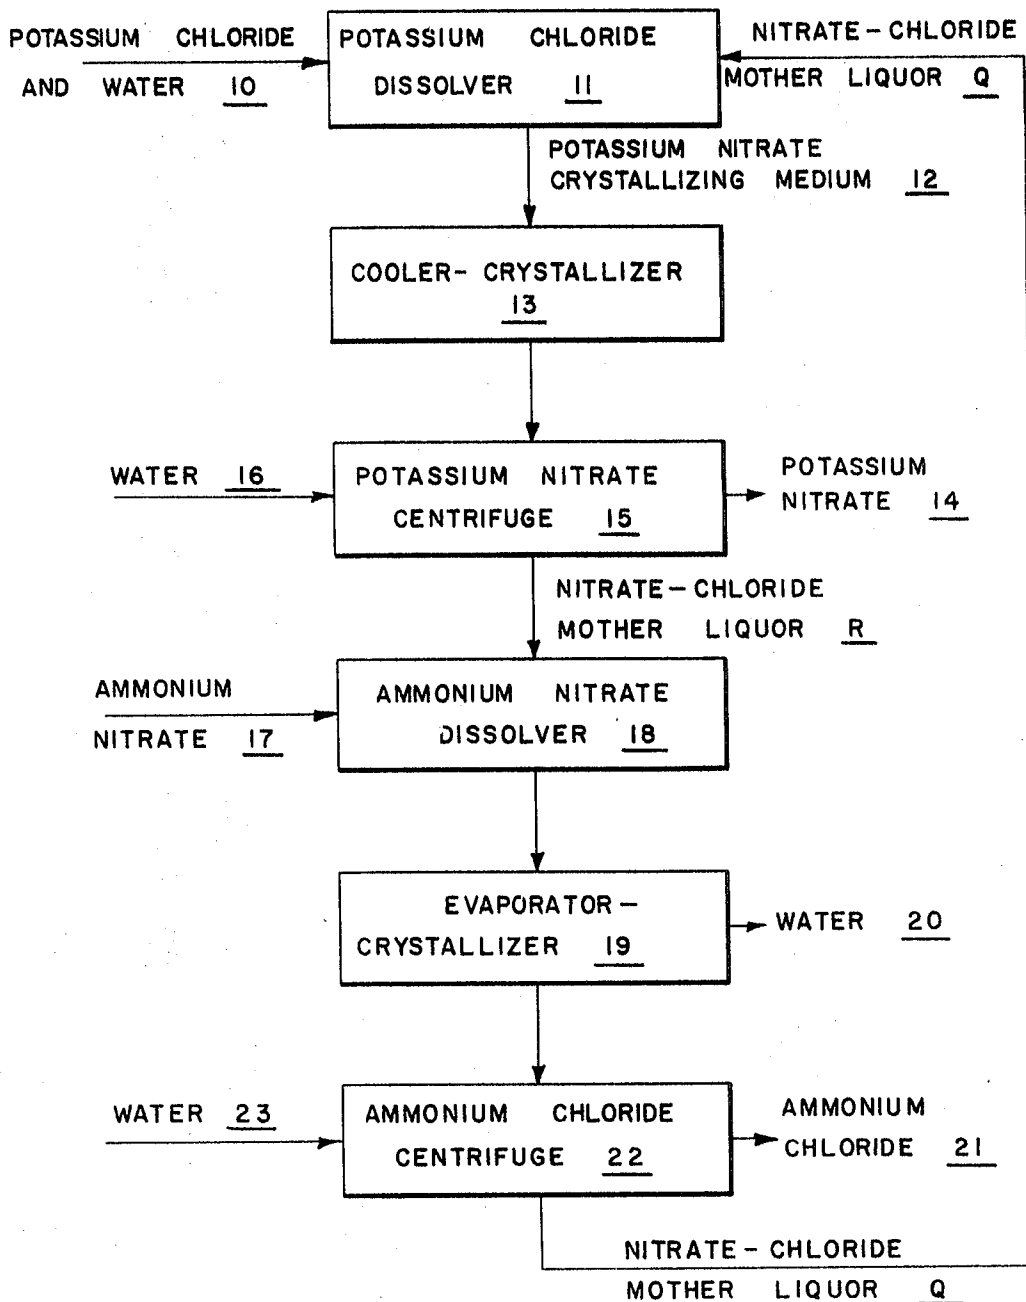 POTASSIUM CHLORIDE
AND WATER 10
POTASSIUM CHLORIDE
DISSOLVER 11
NITRATE-CHLORIDE
MOTHER LIQUOR Q
POTASSIUM NITRATE
CRYSTALLIZING MEDIUM 12
COOLER-CRYSTALLIZER
13
WATER 16
POTASSIUM NITRATE
CENTRIFUGE 15
POTASSIUM
NITRATE 14
NITRATE-CHLORIDE
MOTHER LIQUOR R
AMMONIUM
NITRATE 17
AMMONIUM NITRATE
DISSOLVER 18
EVAPORATOR-
CRYSTALLIZER 19
WATER 20
WATER 23
AMMONIUM CHLORIDE
CENTRIFUGE 22
AMMONIUM
CHLORIDE 21
NITRATE-CHLORIDE
MOTHER LIQUOR Q